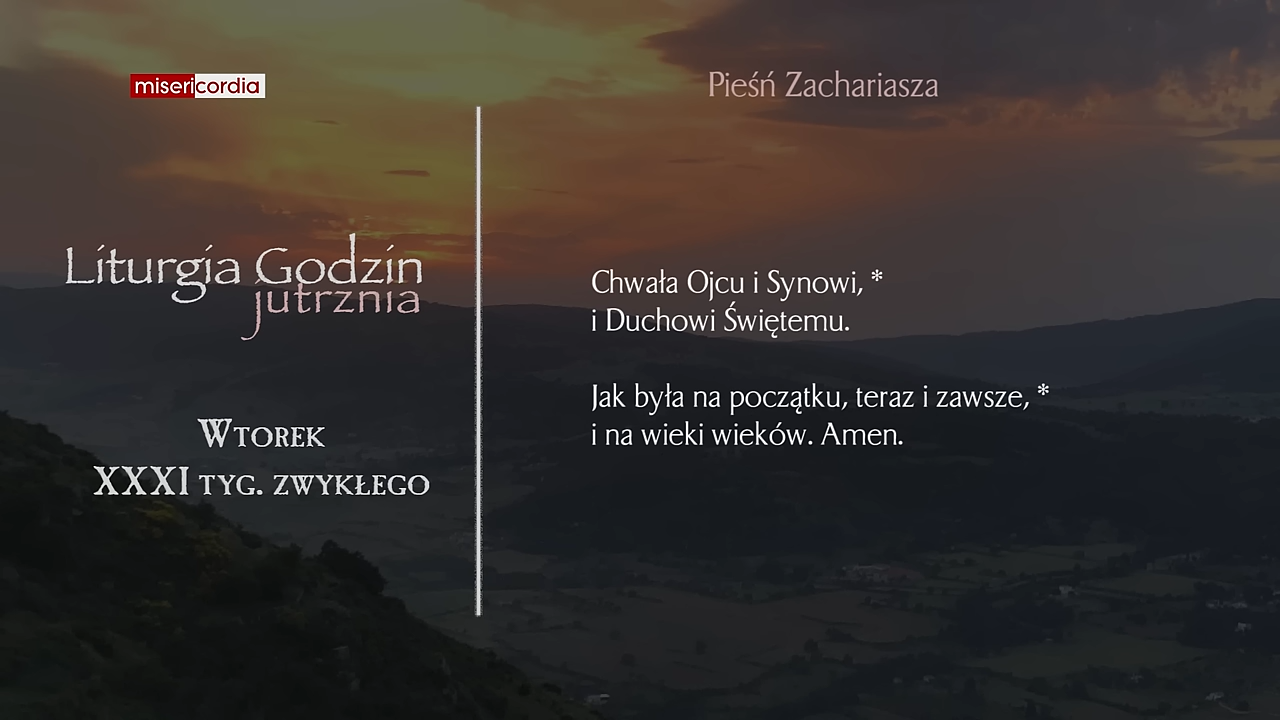 misericordia
Liturgia Godzin
jutrznia
Wtorek
XXXI tyg. zwykłego
Pieśń Zachariasza
Chwała Ojcu i Synowi, *
i Duchowi Świętemu.
Jak była na początku, teraz i zawsze, *
i na wieki wieków. Amen.